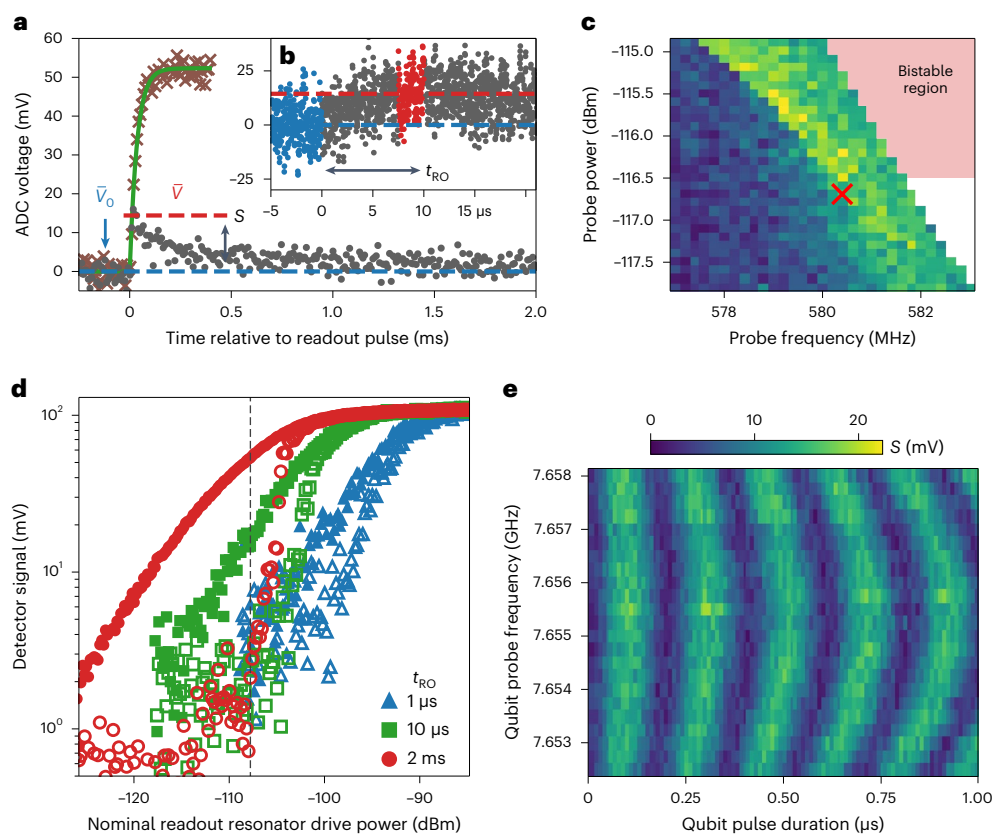 a
60
50
40
30
20
10
0
ADC voltage (mV)
V̄0
V̄
S
0
0.5
1.0
1.5
2.0
Time relative to readout pulse (ms)
b
25
0
−25
tRO
−5
0
5
10
15 µs
c
−115.0
−115.5
−116.0
−116.5
−117.0
−117.5
Probe power (dBm)
Bistable
region
578
580
582
Probe frequency (MHz)
d
10²
10¹
10⁰
Detector signal (mV)
tRO
1 µs
10 µs
2 ms
−120
−110
−100
−90
Nominal readout resonator drive power (dBm)
e
0
10
20
S (mV)
7.658
7.657
7.656
7.655
7.654
7.653
Qubit probe frequency (GHz)
0
0.25
0.50
0.75
1.00
Qubit pulse duration (µs)